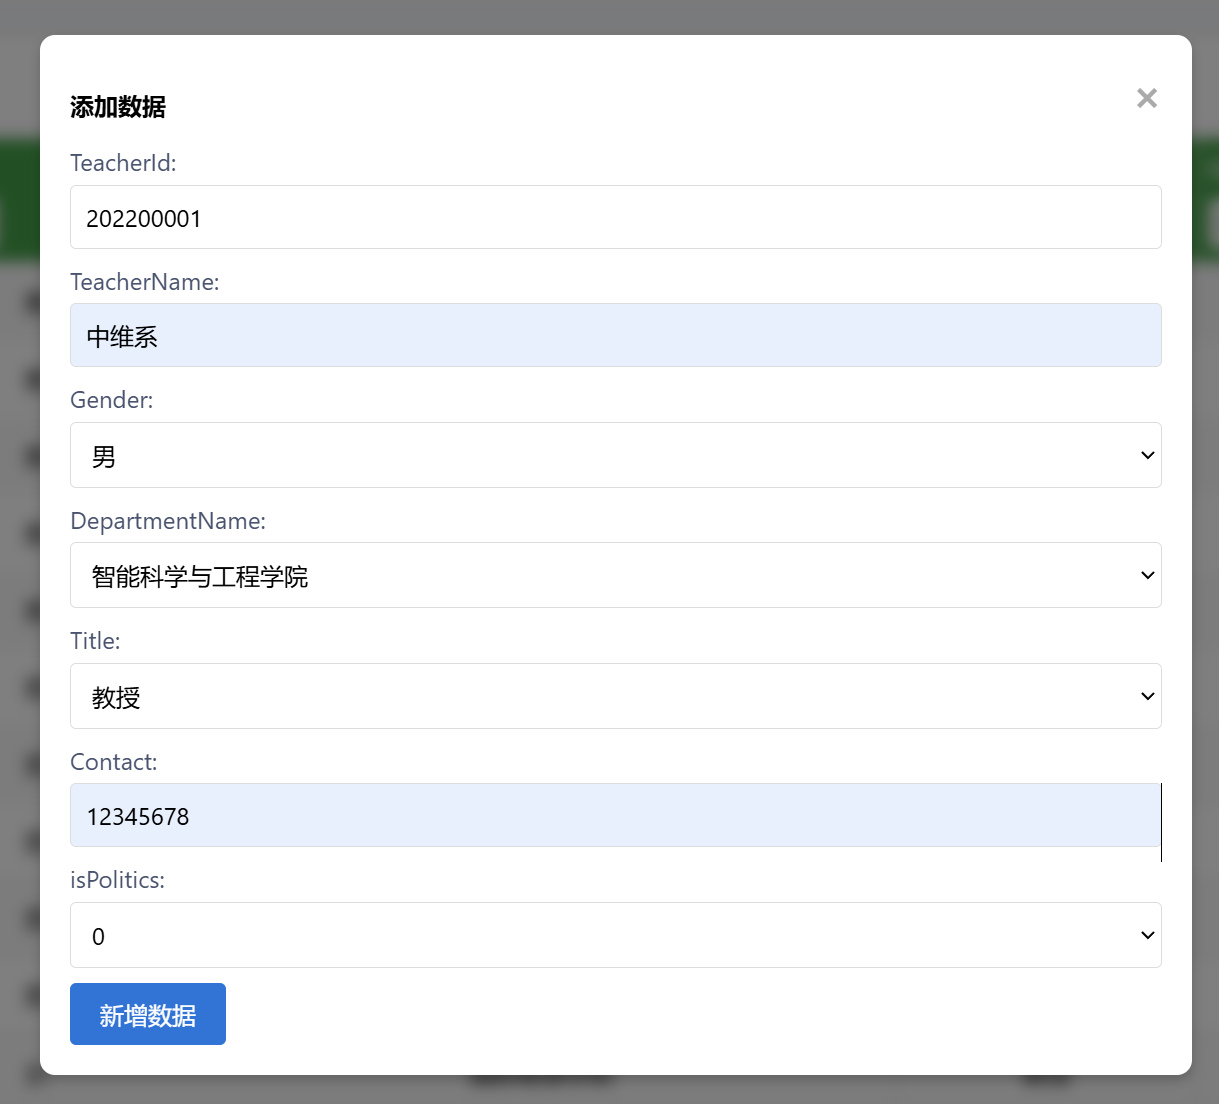 添加数据
×
TeacherId:
202200001
TeacherName:
中维系
Gender:
男
DepartmentName:
智能科学与工程学院
Title:
教授
Contact:
12345678
isPolitics:
0
新增数据